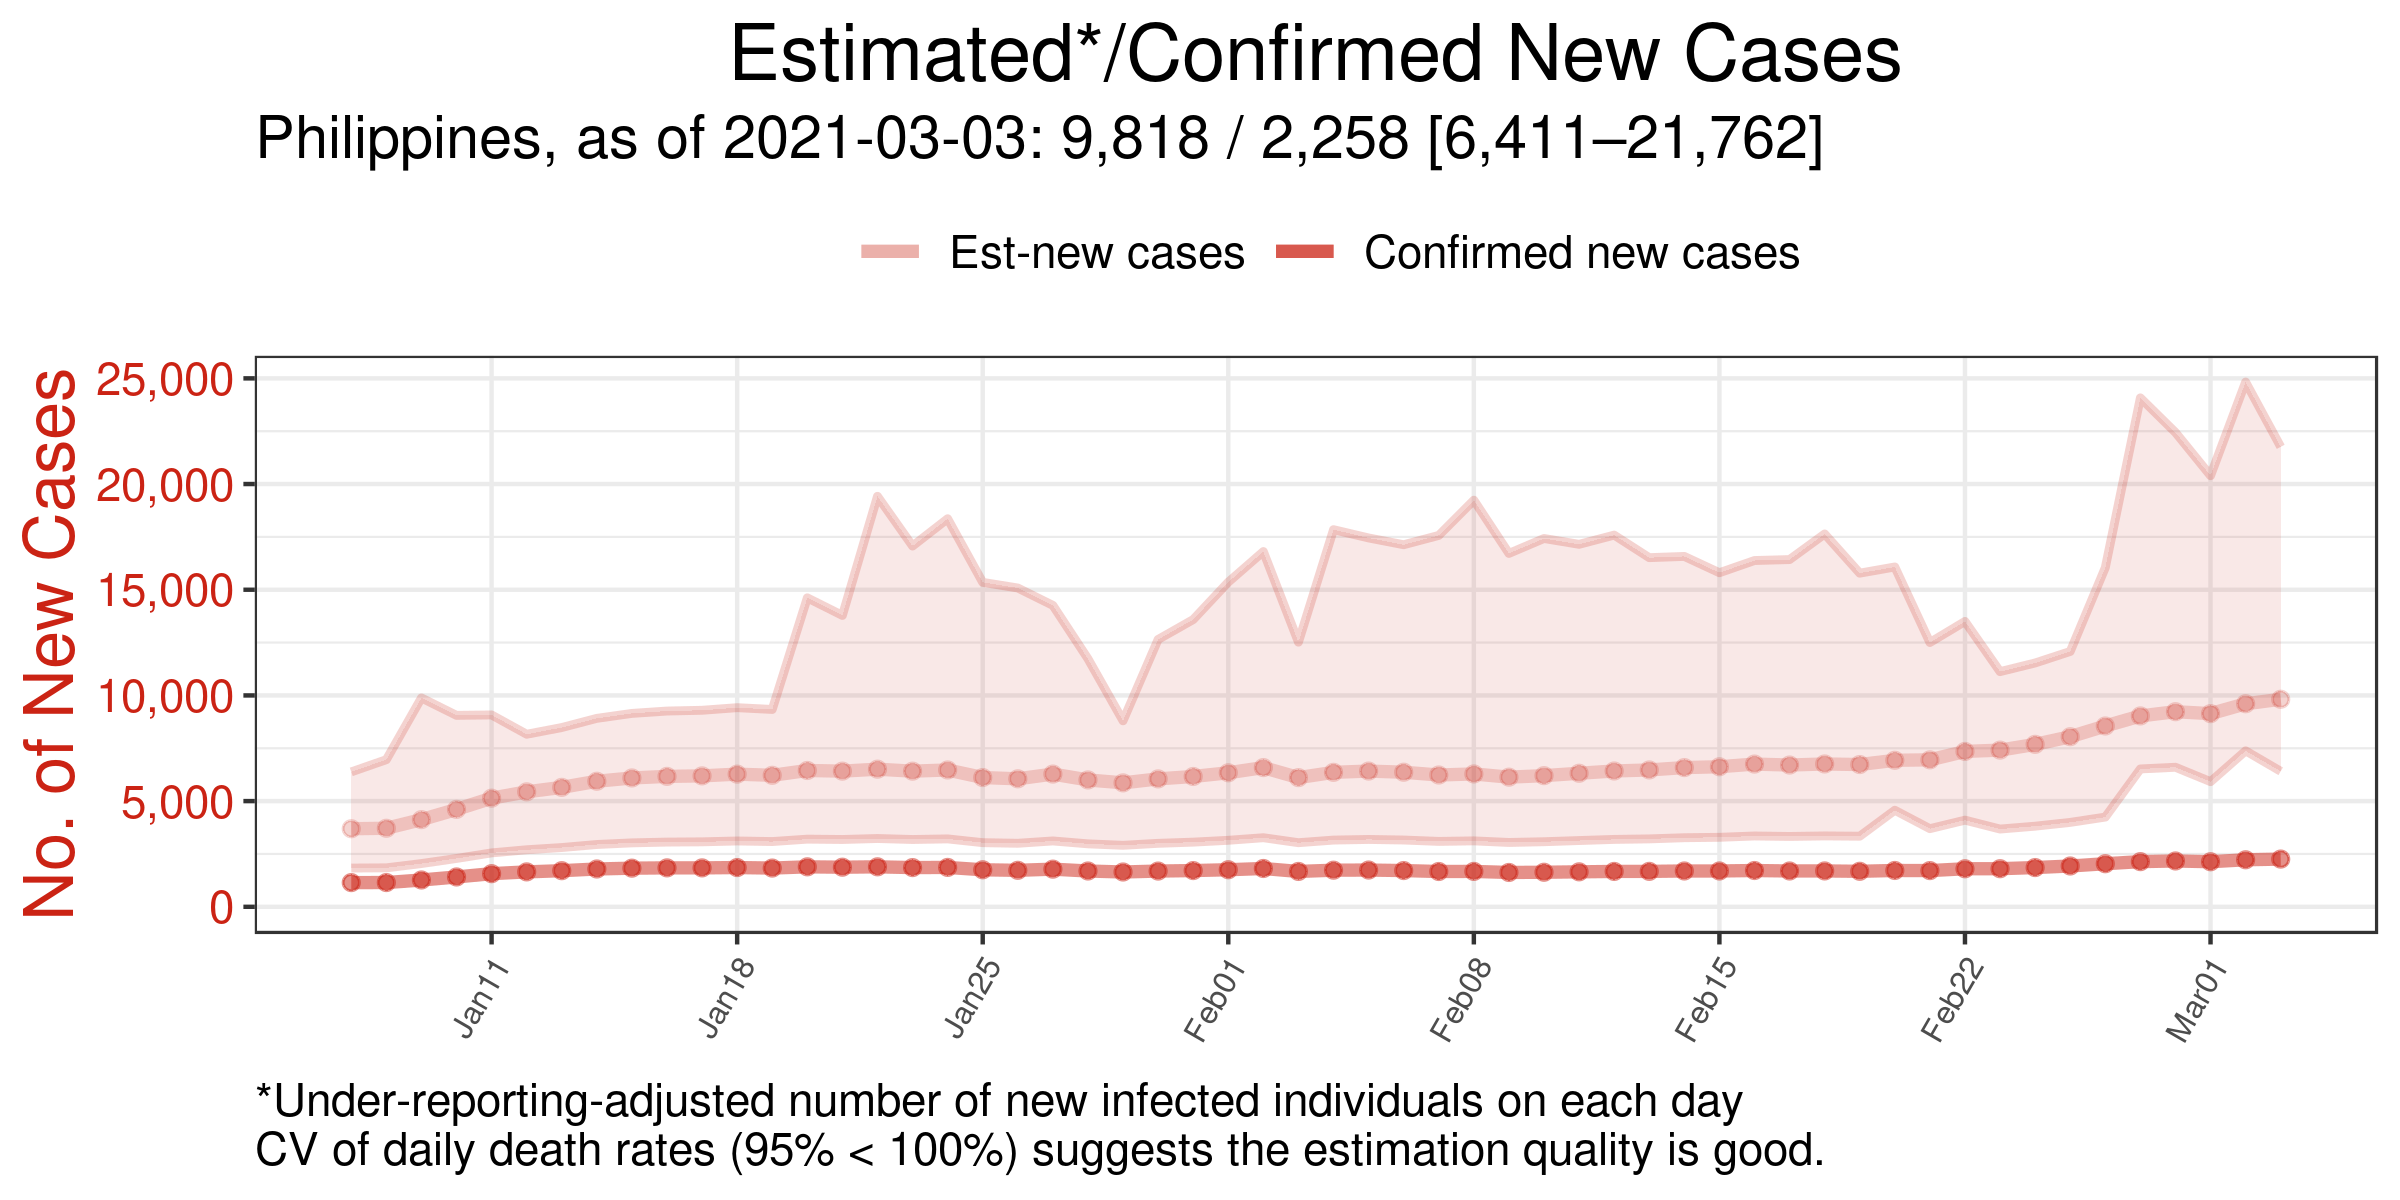 Estimated*/Confirmed New Cases
Philippines, as of 2021-03-03: 9,818 / 2,258 [6,411–21,762]
Est-new cases
Confirmed new cases
No. of New Cases
25,000
20,000
15,000
10,000
5,000
0
Jan11
Jan18
Jan25
Feb01
Feb08
Feb15
Feb22
Mar01
*Under-reporting-adjusted number of new infected individuals on each day
CV of daily death rates (95% < 100%) suggests the estimation quality is good.